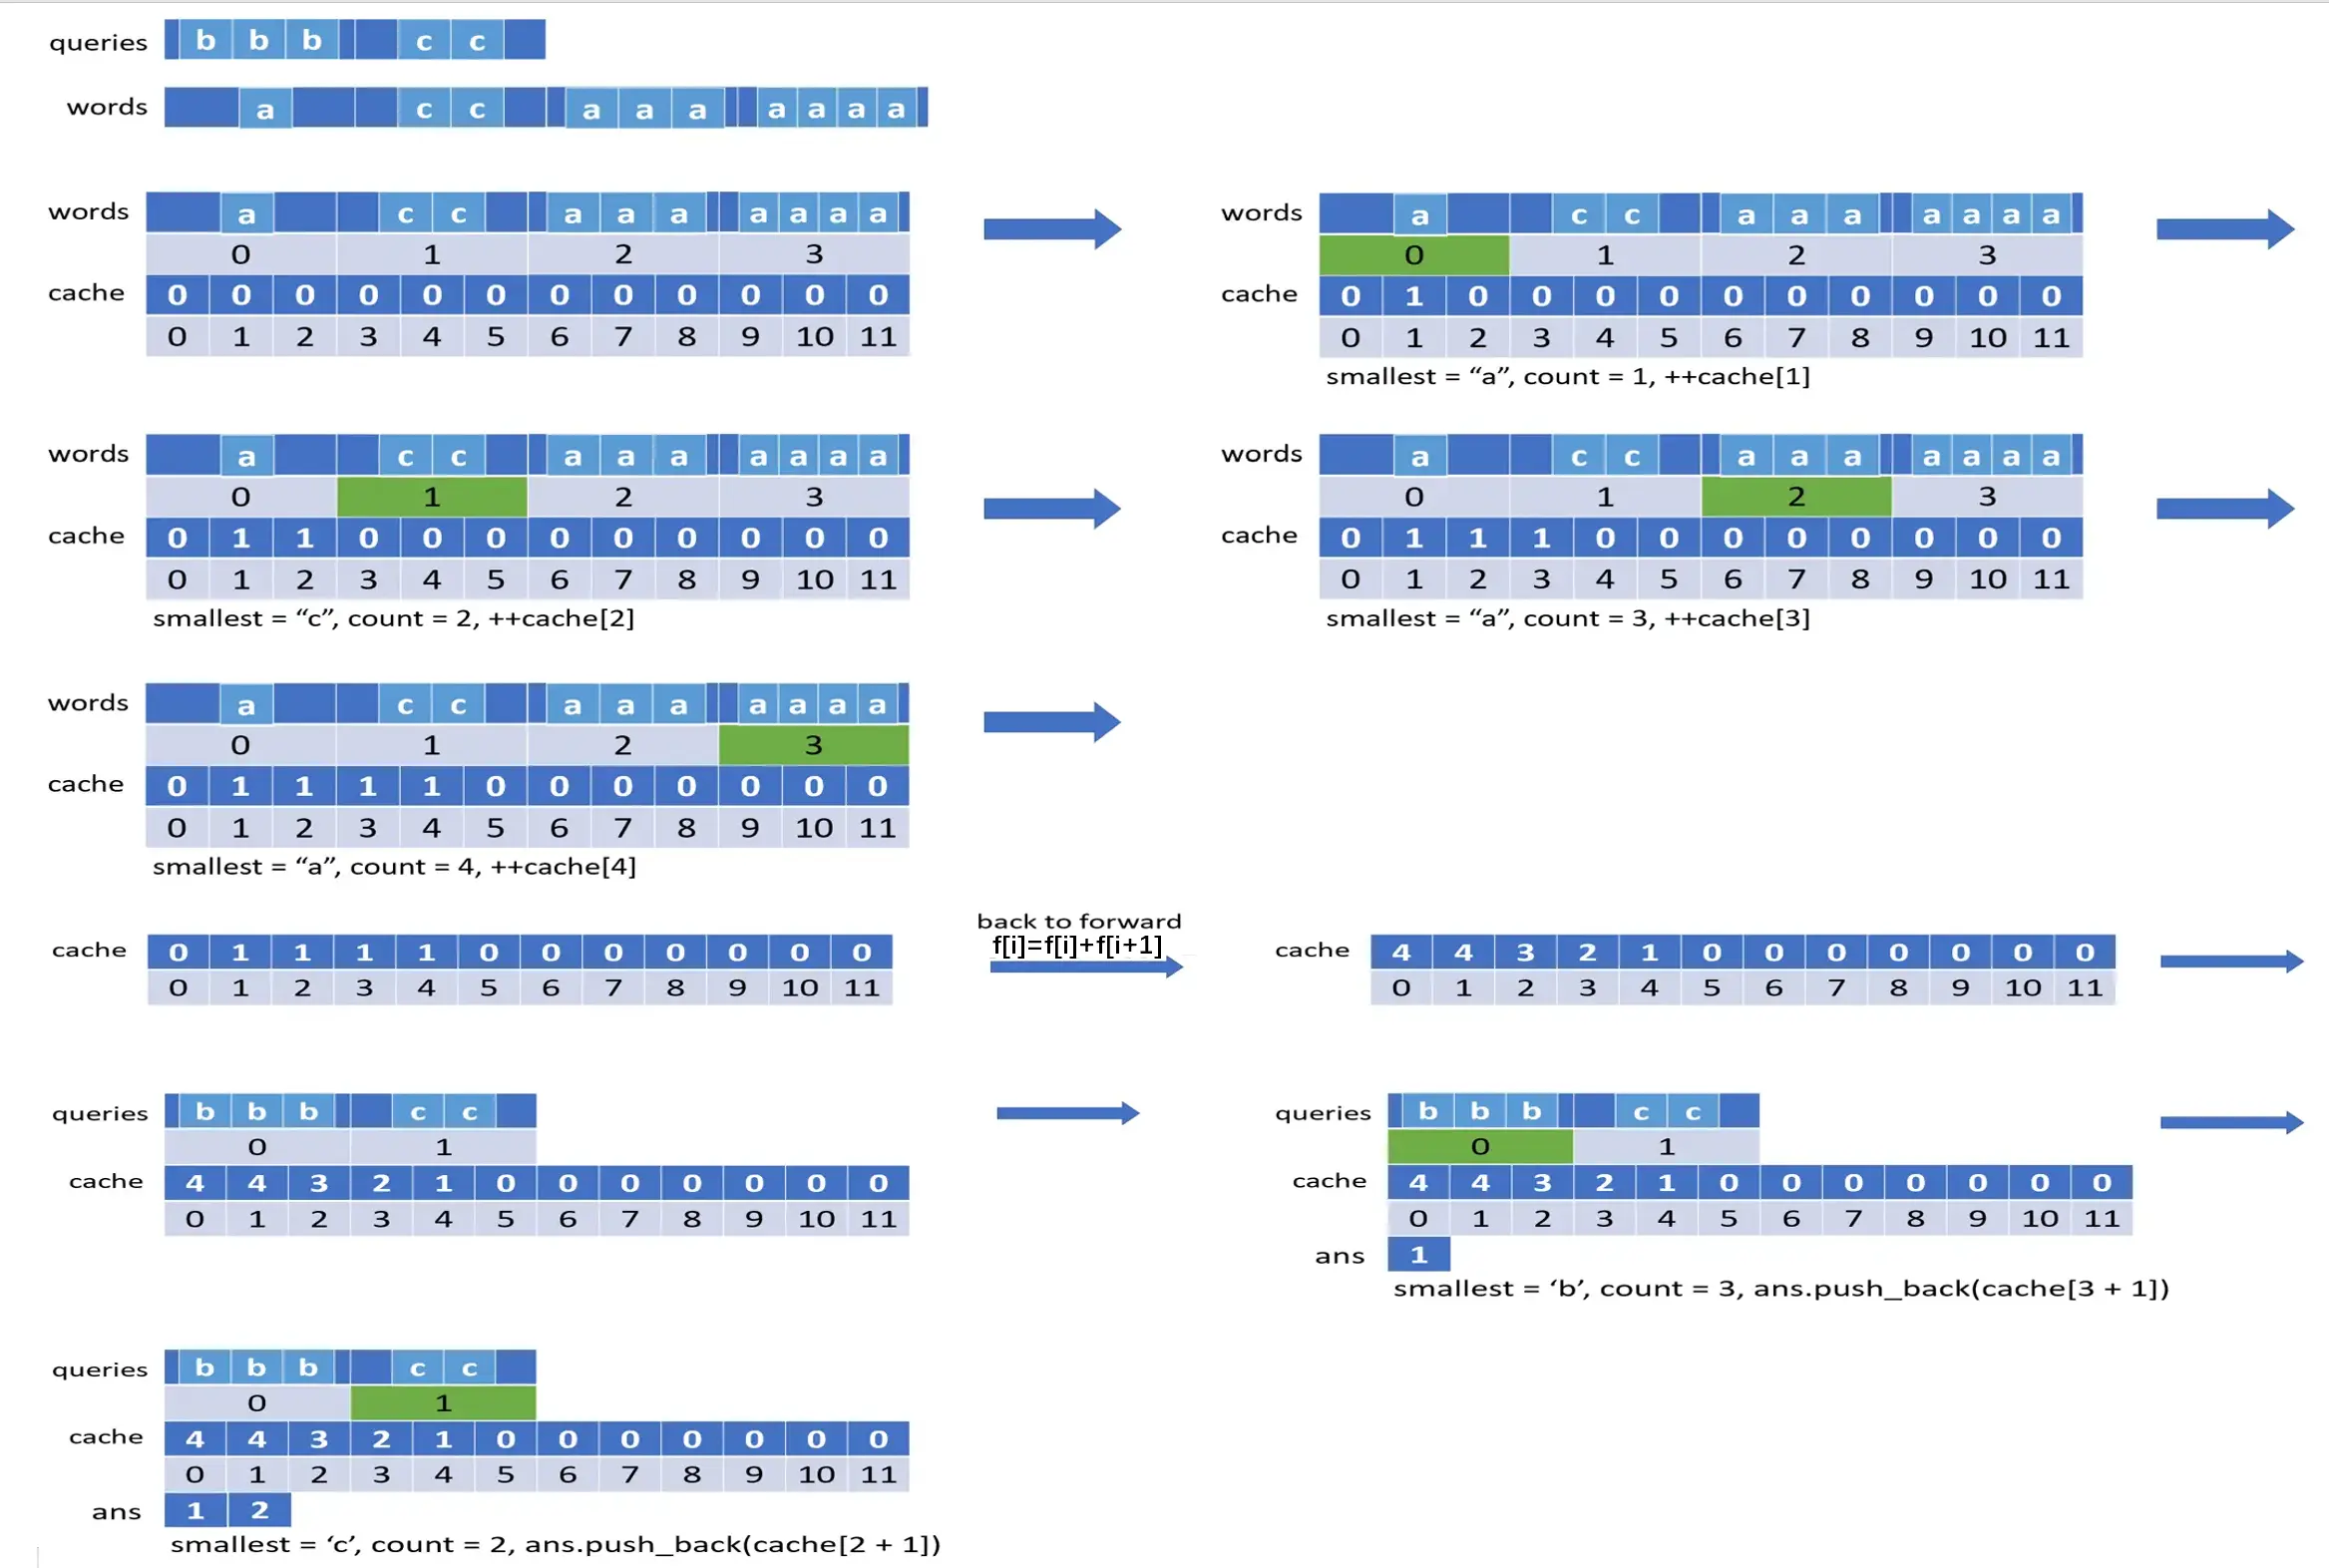 queries b b b c c
words a c c a a a a a a a
words a c c a a a a a a a
0 1 2 3
cache 0 0 0 0 0 0 0 0 0 0 0 0
0 1 2 3 4 5 6 7 8 9 10 11
words a c c a a a a a a a
0 1 2 3
cache 0 1 0 0 0 0 0 0 0 0 0 0
0 1 2 3 4 5 6 7 8 9 10 11
smallest = “a”, count = 1, ++cache[1]
words a c c a a a a a a a
0 1 2 3
cache 0 1 1 0 0 0 0 0 0 0 0 0
0 1 2 3 4 5 6 7 8 9 10 11
smallest = “c”, count = 2, ++cache[2]
words a c c a a a a a a a
0 1 2 3
cache 0 1 1 1 0 0 0 0 0 0 0 0
0 1 2 3 4 5 6 7 8 9 10 11
smallest = “a”, count = 3, ++cache[3]
words a c c a a a a a a a
0 1 2 3
cache 0 1 1 1 1 0 0 0 0 0 0 0
0 1 2 3 4 5 6 7 8 9 10 11
smallest = “a”, count = 4, ++cache[4]
cache 0 1 1 1 1 0 0 0 0 0 0 0
0 1 2 3 4 5 6 7 8 9 10 11
back to forward
f[i]=f[i]+f[i+1]
cache 4 4 3 2 1 0 0 0 0 0 0 0
0 1 2 3 4 5 6 7 8 9 10 11
queries b b b c c
0 1
cache 4 4 3 2 1 0 0 0 0 0 0 0
0 1 2 3 4 5 6 7 8 9 10 11
queries b b b c c
0 1
cache 4 4 3 2 1 0 0 0 0 0 0 0
0 1 2 3 4 5 6 7 8 9 10 11
ans 1
smallest = ‘b’, count = 3, ans.push_back(cache[3 + 1])
queries b b b c c
0 1
cache 4 4 3 2 1 0 0 0 0 0 0 0
0 1 2 3 4 5 6 7 8 9 10 11
ans 1 2
smallest = ‘c’, count = 2, ans.push_back(cache[2 + 1])